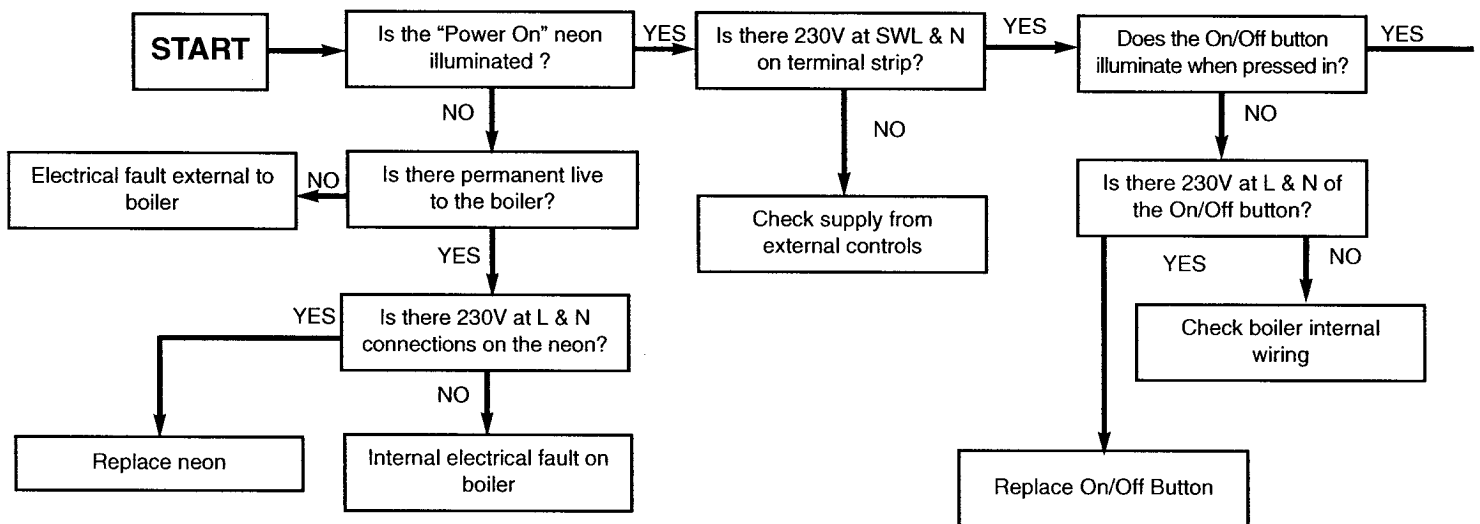 START
Is the “Power On” neon
illuminated ?
YES
Is there 230V at SWL & N
on terminal strip?
YES
Does the On/Off button
illuminate when pressed in?
YES
NO
NO
NO
Electrical fault external to
boiler
NO
Is there permanent live
to the boiler?
Check supply from
external controls
Is there 230V at L & N of
the On/Off button?
YES
YES
NO
YES
Is there 230V at L & N
connections on the neon?
Check boiler internal
wiring
NO
Replace neon
Internal electrical fault on
boiler
Replace On/Off Button